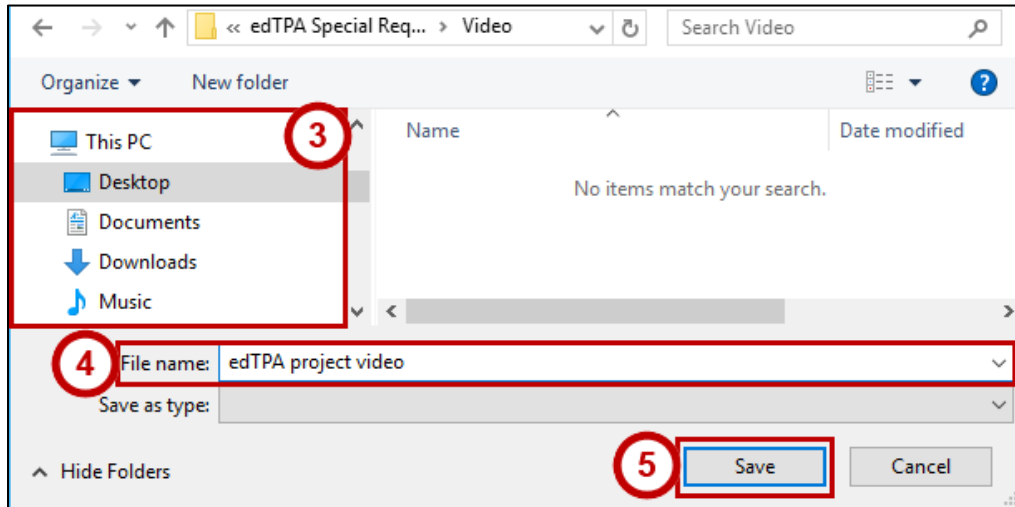 « edTPA Special Req... > Video
Search Video
Organize
New folder
?
This PC
3
Name
Date modified
Desktop
No items match your search.
Documents
Downloads
Music
4
File name: edTPA project video
Save as type:
Hide Folders
5
Save
Cancel